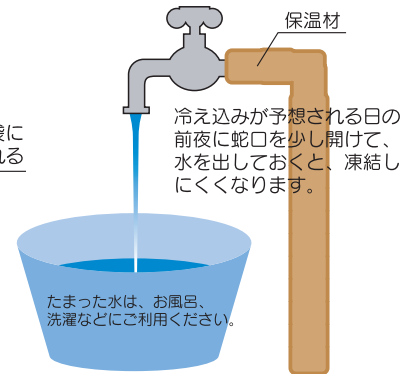 保温材
冷え込みが予想される日の
前夜に蛇口を少し開けて、
水を出しておくと、凍結し
にくくなります。
に
れる
たまった水は、お風呂、
洗濯などにご利用ください。